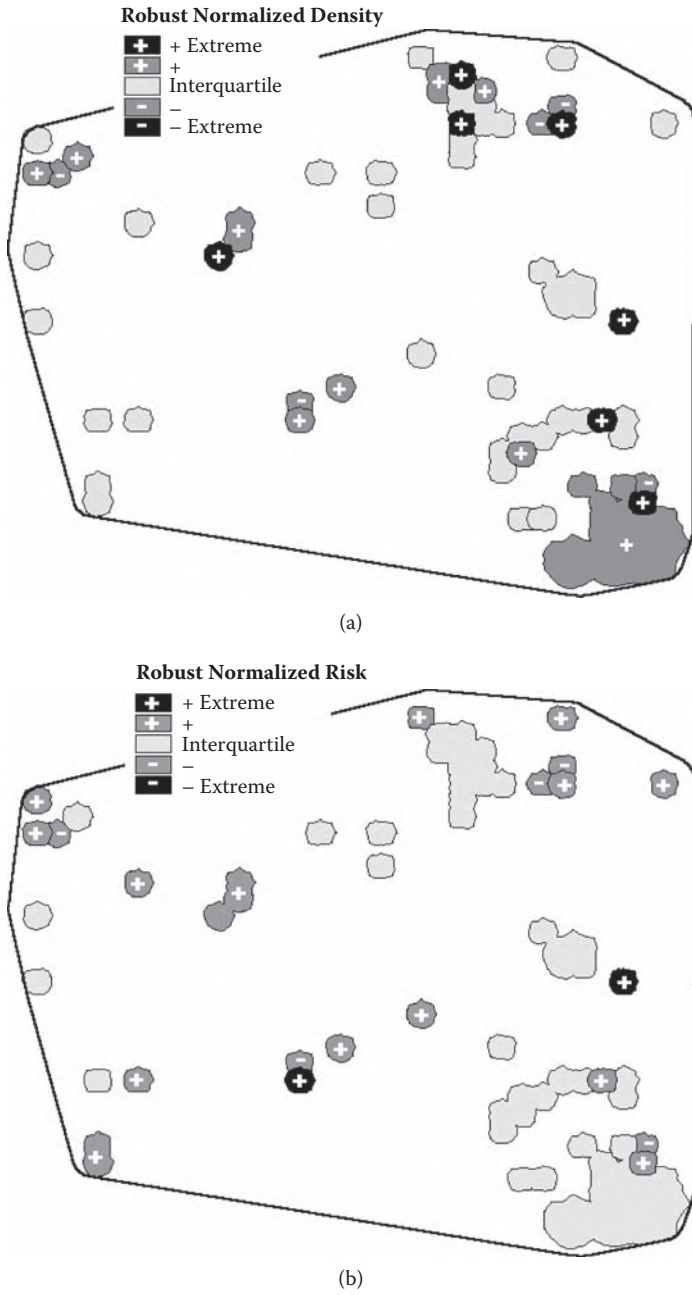 Robust Normalized Density
+ + Extreme
+ +
Interquartile
- –
- – Extreme
(a)
Robust Normalized Risk
+ + Extreme
+ +
Interquartile
- –
- – Extreme
(b)